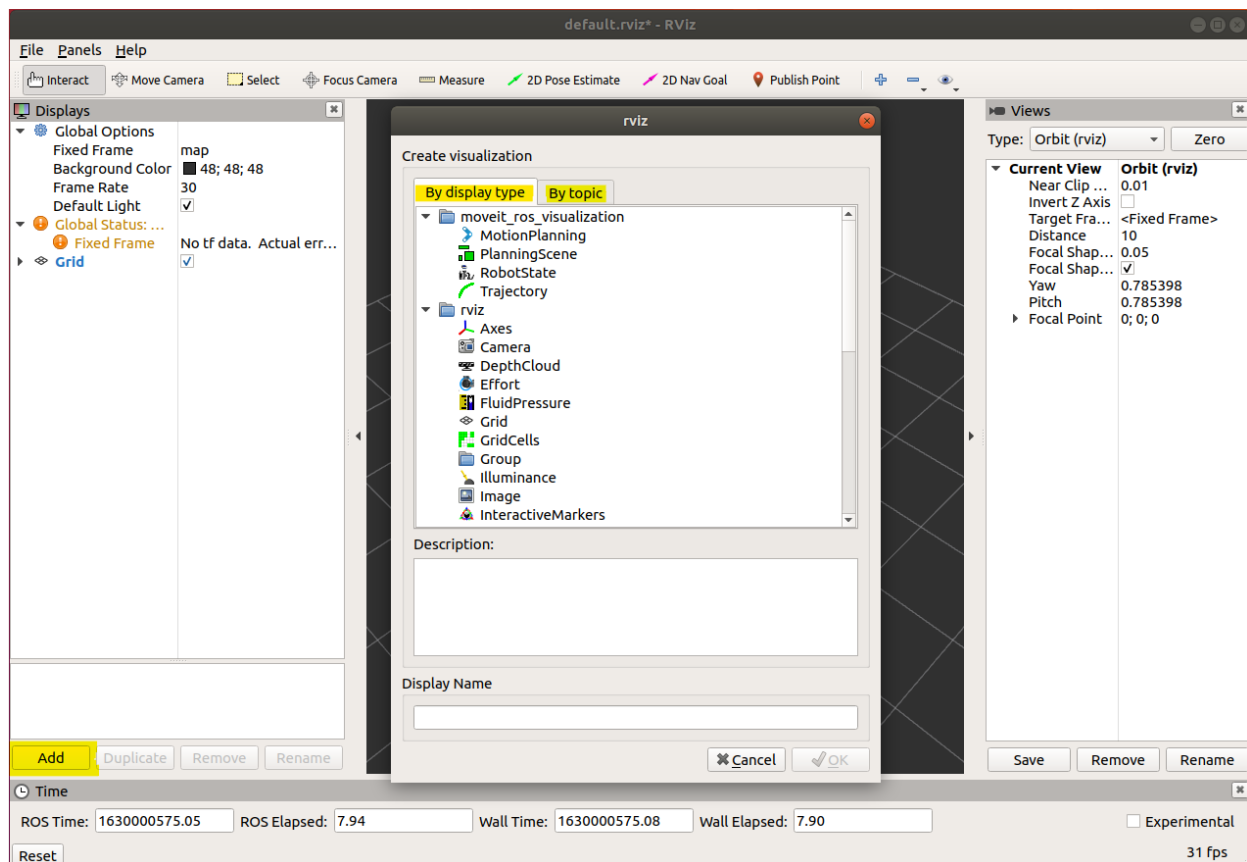 default.rviz* - RViz
File Panels Help
Interact Move Camera Select Focus Camera Measure 2D Pose Estimate 2D Nav Goal Publish Point
Displays
Global Options
Fixed Frame map
Background Color 48; 48; 48
Frame Rate 30
Default Light
Global Status: ...
Fixed Frame No tf data. Actual err...
Grid
Add Duplicate Remove Rename
rviz
Create visualization
By display type By topic
moveit_ros_visualization
MotionPlanning
PlanningScene
RobotState
Trajectory
rviz
Axes
Camera
DepthCloud
Effort
FluidPressure
Grid
GridCells
Group
Illuminance
Image
InteractiveMarkers
Description:
Display Name
Cancel OK
Views
Type: Orbit (rviz) Zero
Current View Orbit (rviz)
Near Clip ... 0.01
Invert Z Axis
Target Fra... <Fixed Frame>
Distance 10
Focal Shap... 0.05
Focal Shap...
Yaw 0.785398
Pitch 0.785398
Focal Point 0; 0; 0
Save Remove Rename
Time
ROS Time: 1630000575.05 ROS Elapsed: 7.94 Wall Time: 1630000575.08 Wall Elapsed: 7.90 Experimental
Reset 31 fps